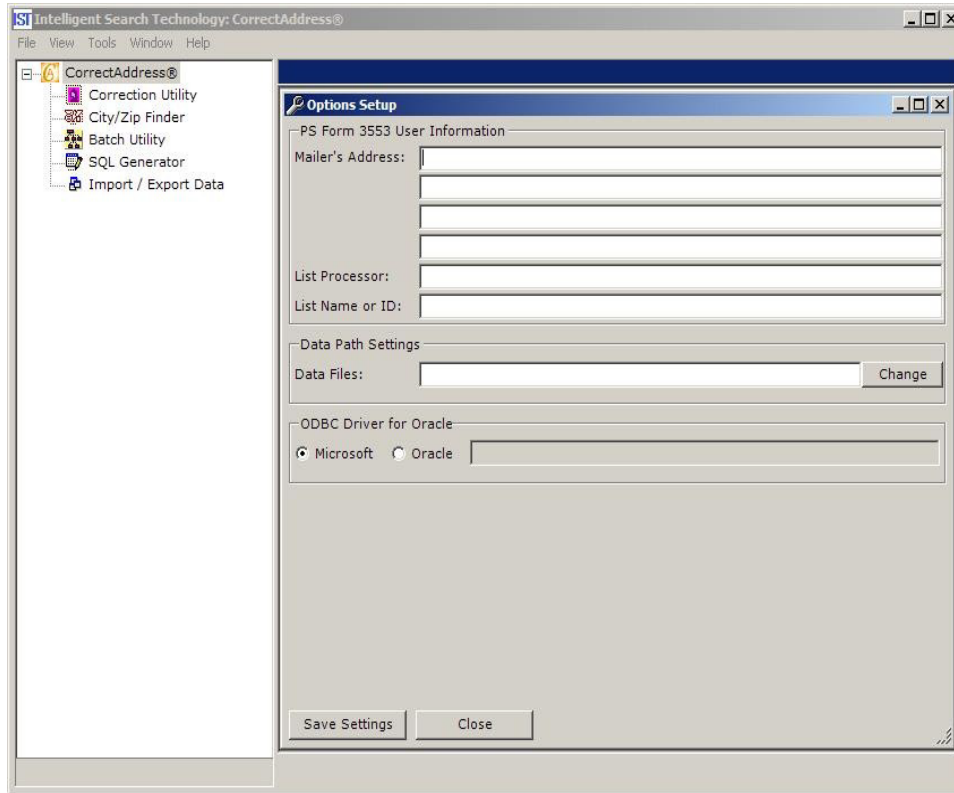 IST Intelligent Search Technology: CorrectAddress®
File View Tools Window Help
CorrectAddress®
Correction Utility
City/Zip Finder
Batch Utility
SQL Generator
Import / Export Data
Options Setup
PS Form 3553 User Information
Mailer's Address:
List Processor:
List Name or ID:
Data Path Settings
Data Files: Change
ODBC Driver for Oracle
Microsoft Oracle
Save Settings Close